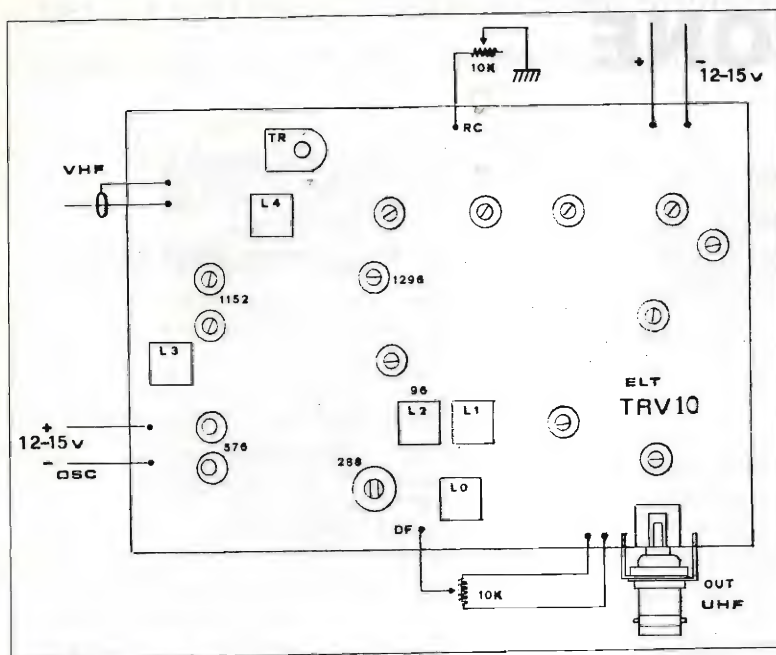 ONE
10K
+
-12-15v
RC
TR
VHF
L4
1296
1152
L3
ELT
TRV10
96
L2
L1
+
12-15v
576
-
OSC
288
L0
DF
10K
OUT
UHF